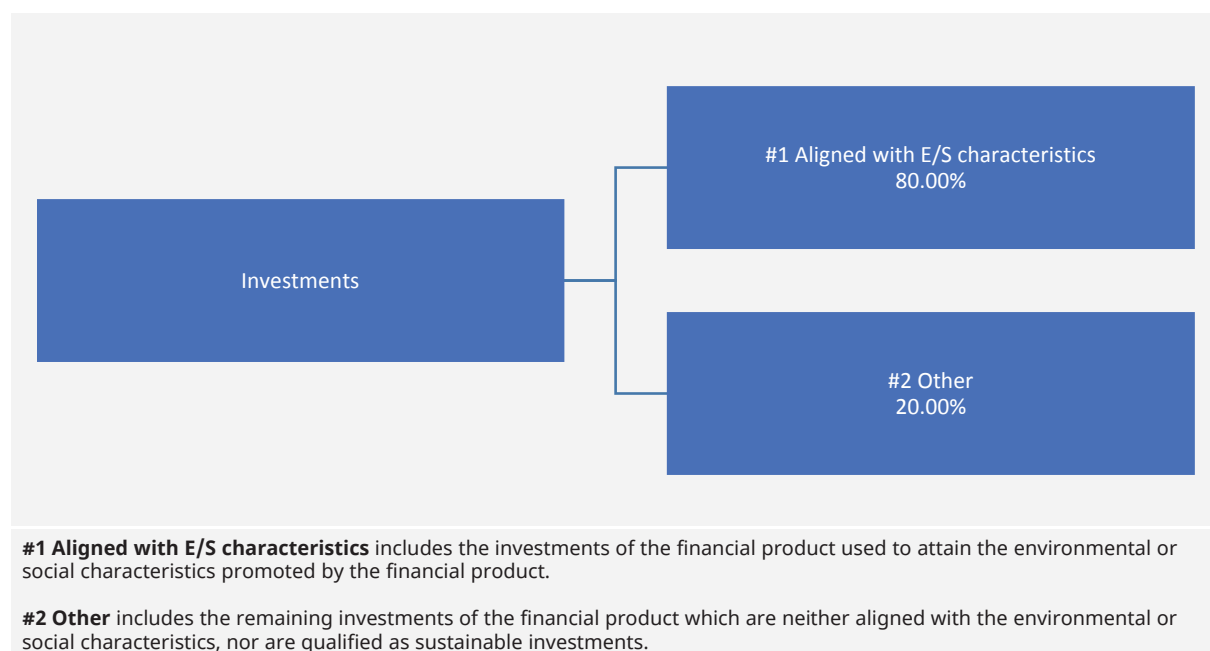 #1 Aligned with E/S characteristics
80.00%
Investments
#2 Other
20.00%
#1 Aligned with E/S characteristics includes the investments of the financial product used to attain the environmental or
social characteristics promoted by the financial product.
#2 Other includes the remaining investments of the financial product which are neither aligned with the environmental or
social characteristics, nor are qualified as sustainable investments.